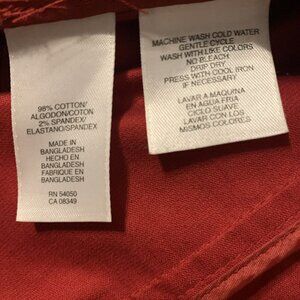 98% COTTON/
ALGODON/COTON
2% SPANDEX/
ELASTANO/SPANDEX
MADE IN
BANGLADESH
HECHO EN
BANGLADESH
FABRIQUE EN
BANGLADESH
RN 54050
CA 08349
MACHINE WASH COLD WATER
GENTLE CYCLE
WASH WITH LIKE COLORS
NO BLEACH
DRIP DRY
PRESS WITH COOL IRON
IF NECESSARY
LAVAR A MAQUINA
EN AGUA FRIA
CICLO SUAVE
LAVAR CON LOS
MISMOS COLORES